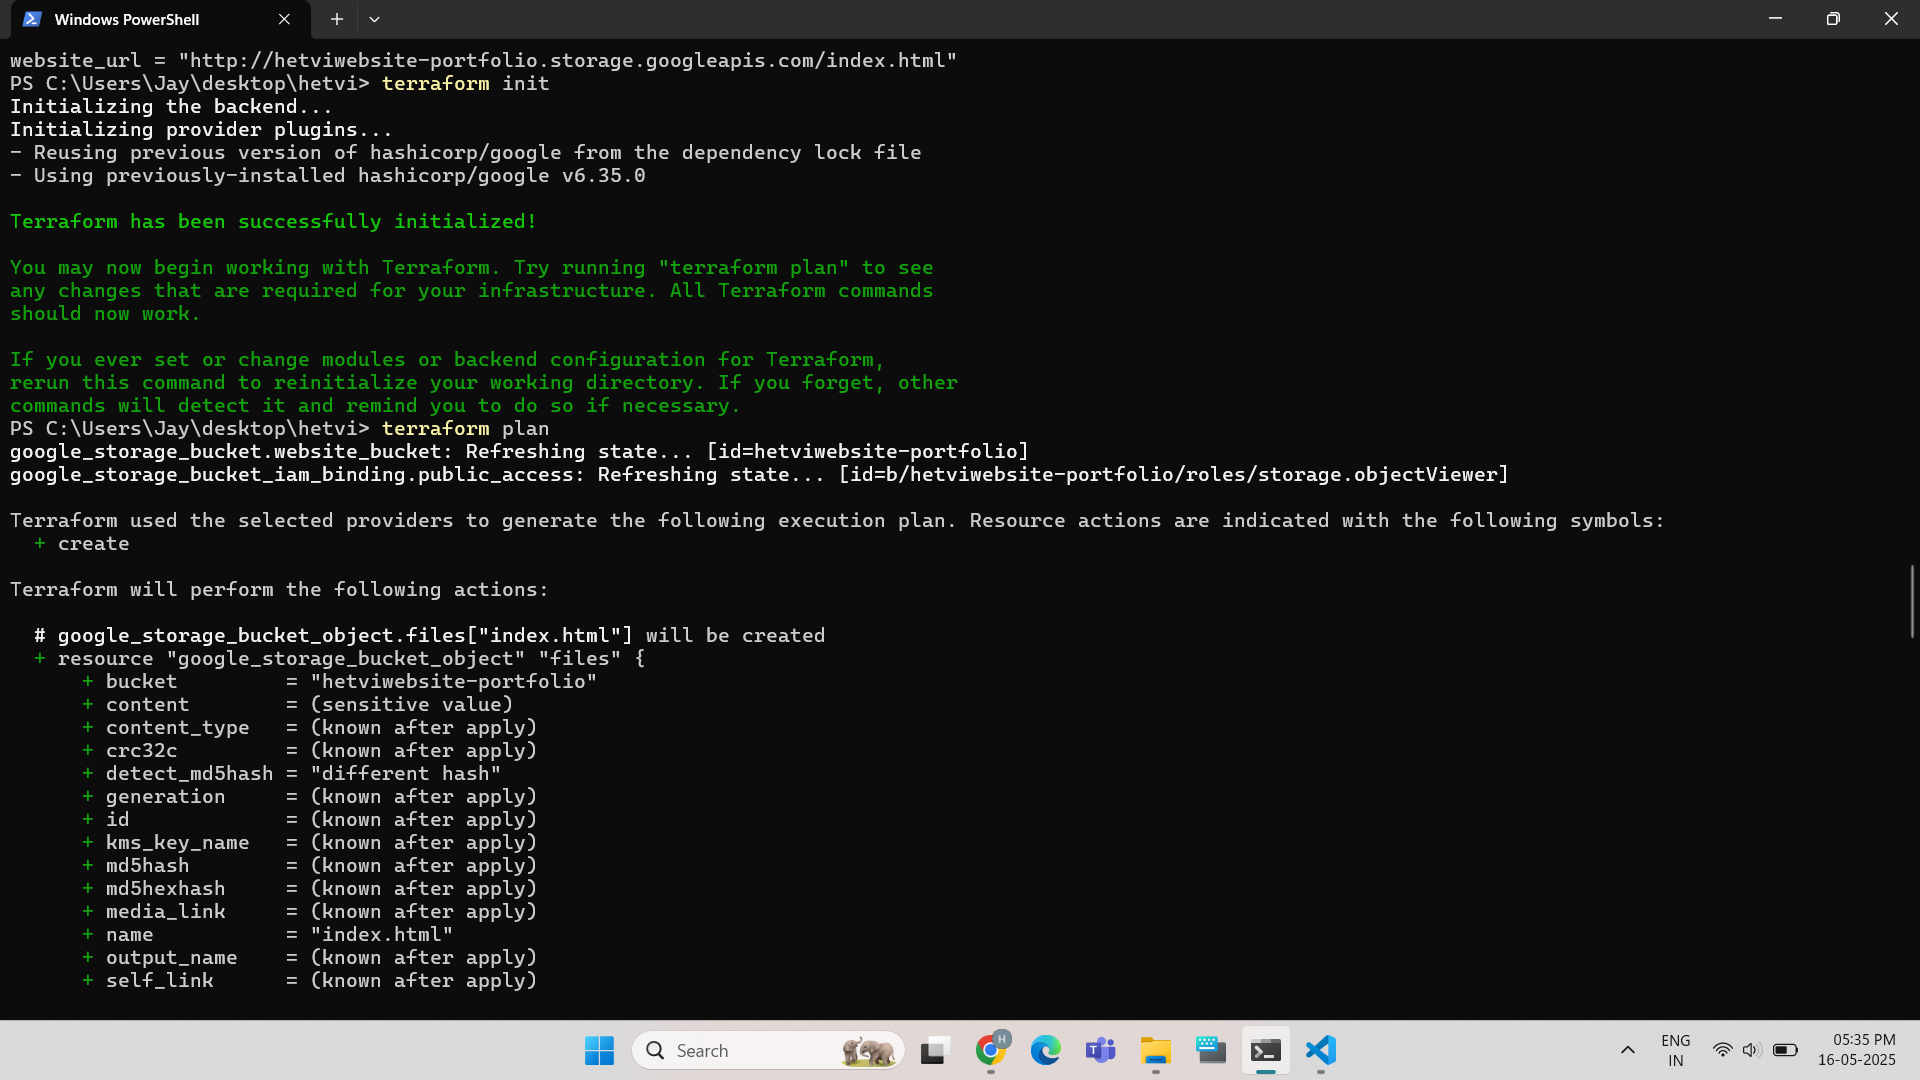 Windows PowerShell
website_url = "http://hetviwebsite-portfolio.storage.googleapis.com/index.html"
PS C:\Users\Jay\desktop\hetvi> terraform init
Initializing the backend...
Initializing provider plugins...
- Reusing previous version of hashicorp/google from the dependency lock file
- Using previously-installed hashicorp/google v6.35.0
Terraform has been successfully initialized!
You may now begin working with Terraform. Try running "terraform plan" to see
any changes that are required for your infrastructure. All Terraform commands
should now work.
If you ever set or change modules or backend configuration for Terraform,
rerun this command to reinitialize your working directory. If you forget, other
commands will detect it and remind you to do so if necessary.
PS C:\Users\Jay\desktop\hetvi> terraform plan
google_storage_bucket.website_bucket: Refreshing state... [id=hetviwebsite-portfolio]
google_storage_bucket_iam_binding.public_access: Refreshing state... [id=b/hetviwebsite-portfolio/roles/storage.objectViewer]
Terraform used the selected providers to generate the following execution plan. Resource actions are indicated with the following symbols:
+ create
Terraform will perform the following actions:
# google_storage_bucket_object.files["index.html"] will be created
+ resource "google_storage_bucket_object" "files" {
+ bucket = "hetviwebsite-portfolio"
+ content = (sensitive value)
+ content_type = (known after apply)
+ crc32c = (known after apply)
+ detect_md5hash = "different hash"
+ generation = (known after apply)
+ id = (known after apply)
+ kms_key_name = (known after apply)
+ md5hash = (known after apply)
+ md5hexhash = (known after apply)
+ media_link = (known after apply)
+ name = "index.html"
+ output_name = (known after apply)
+ self_link = (known after apply)
Search
H
T
ENG
IN
05:35 PM
16-05-2025